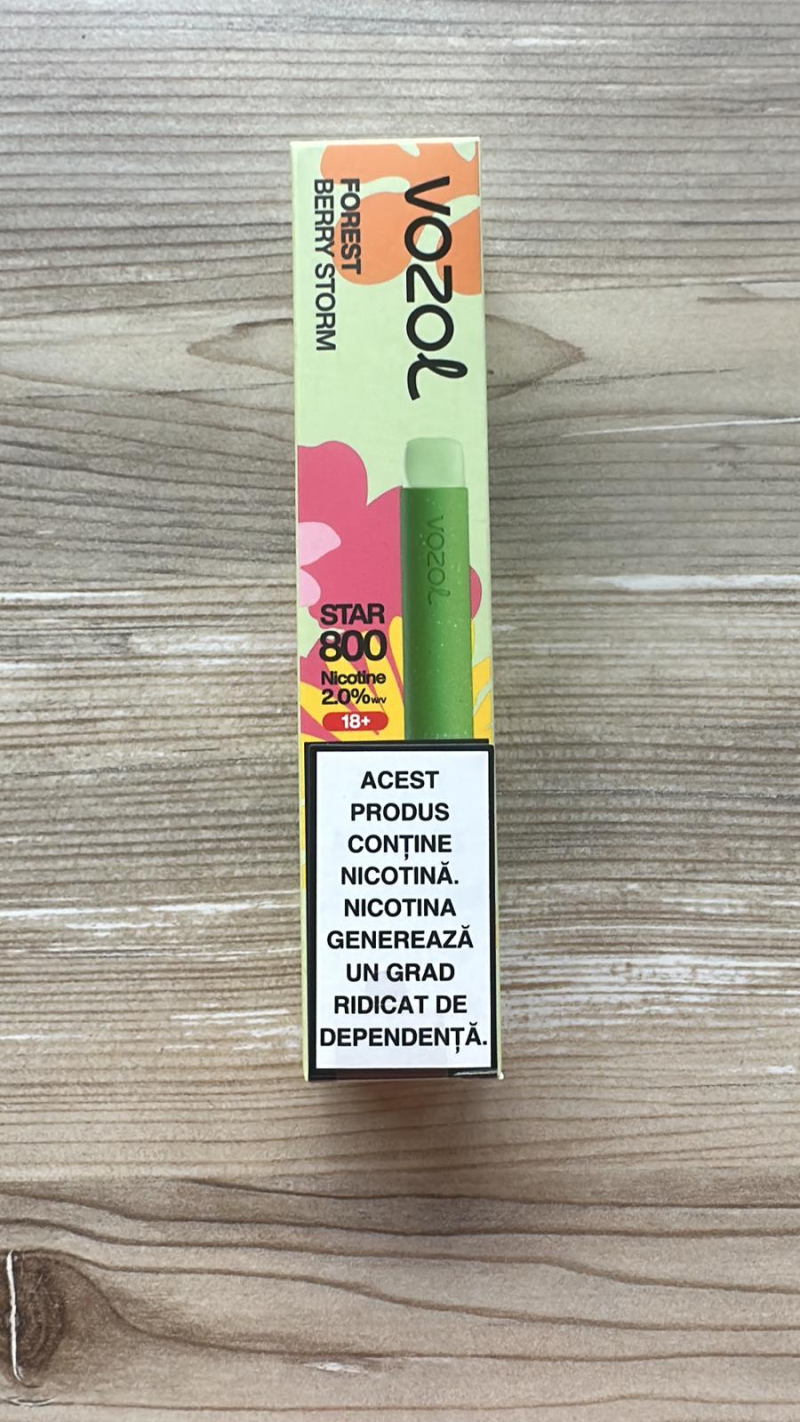 VOZOL
FOREST
BERRY STORM
VOZOL
STAR
800
Nicotine
2.0%w/v
18+
ACEST
PRODUS
CONȚINE
NICOTINĂ.
NICOTINA
GENEREAZĂ
UN GRAD
RIDICAT DE
DEPENDENȚĂ.